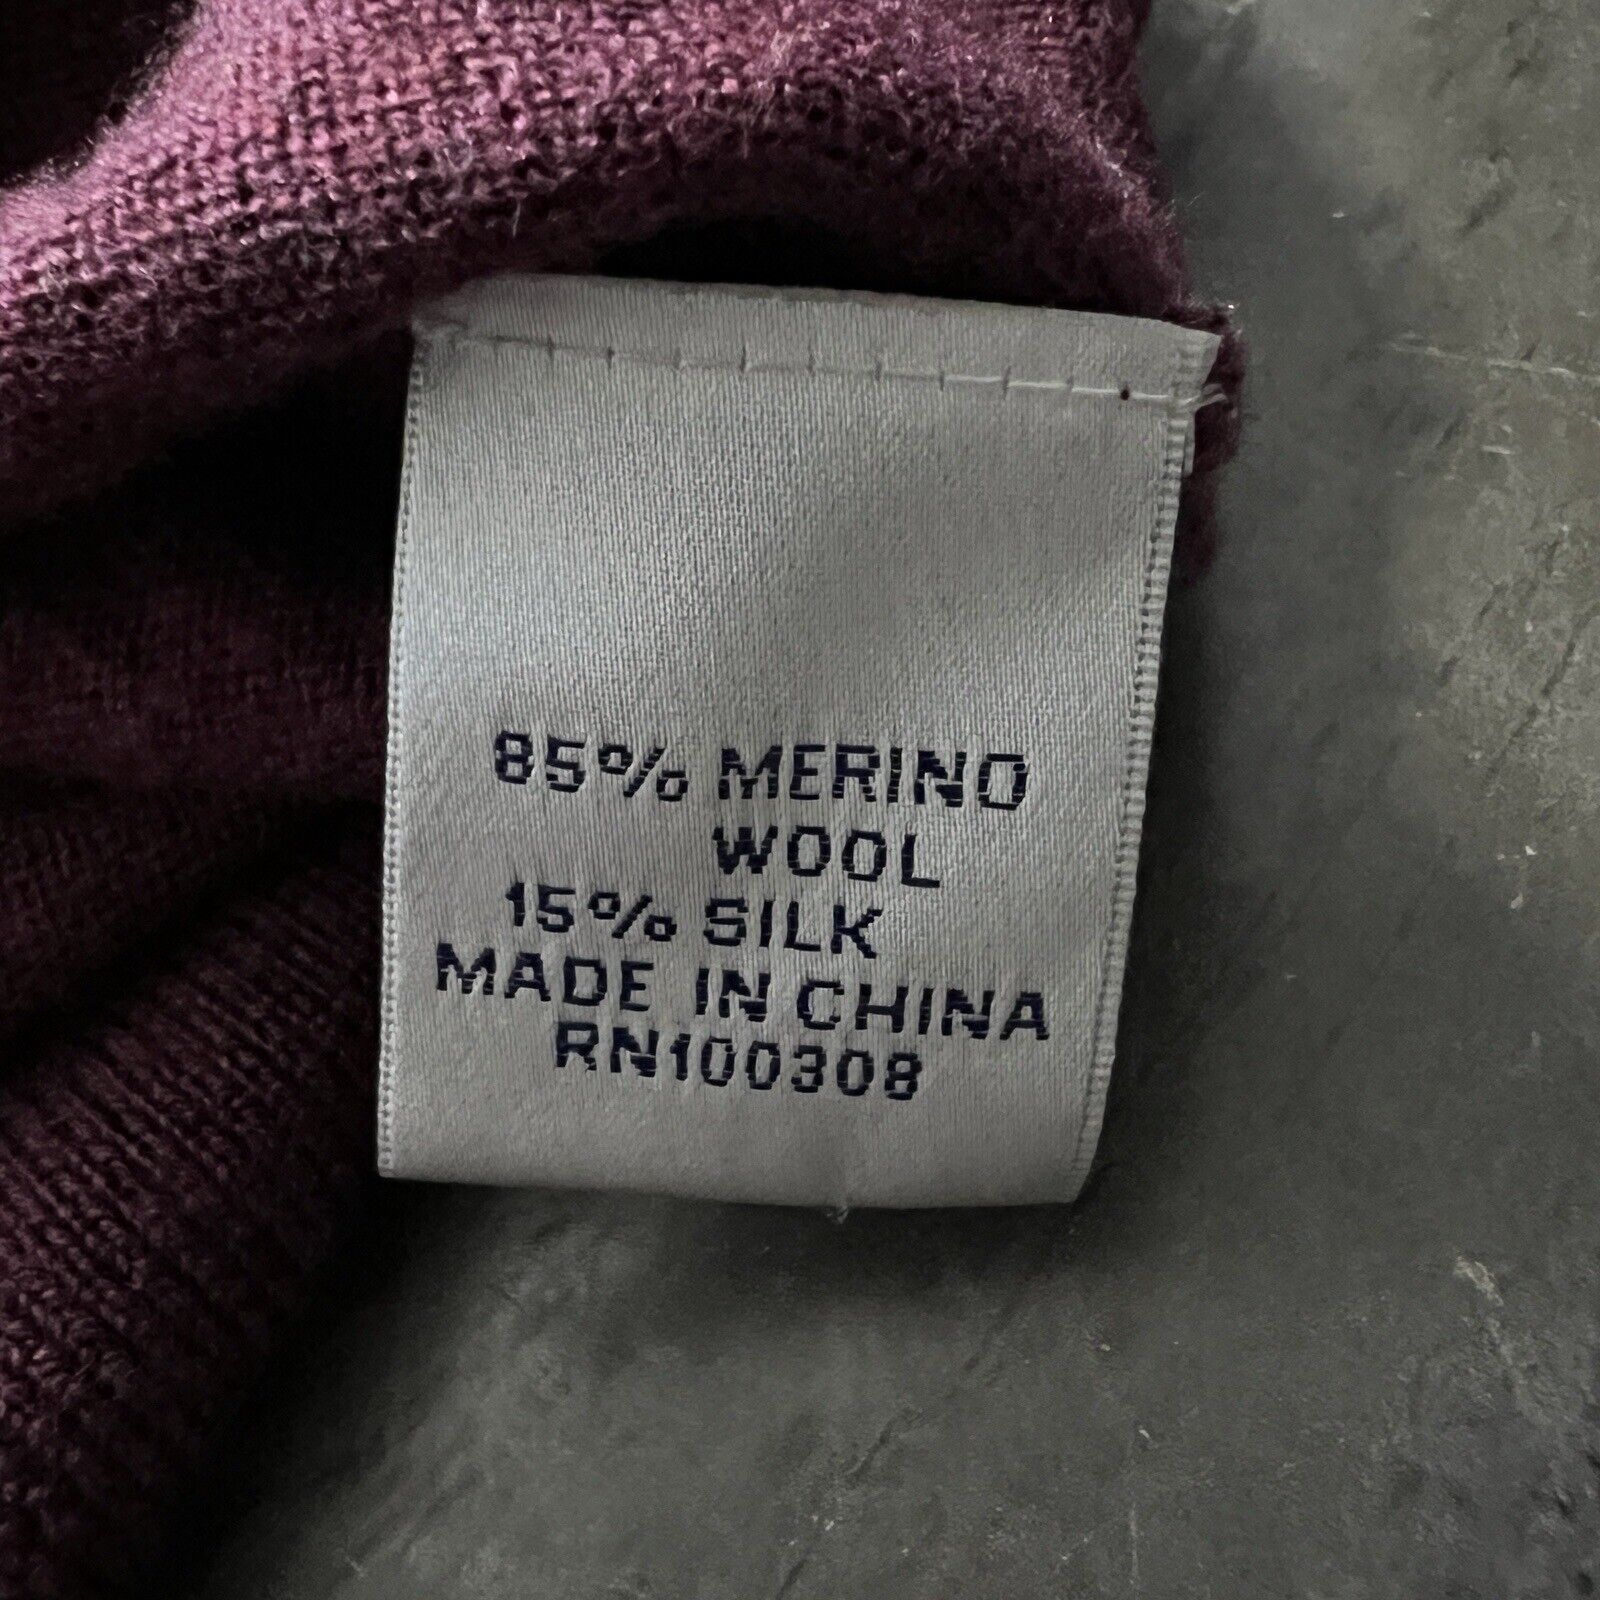 85% MERINO
WOOL
15% SILK
MADE IN CHINA
RN100308